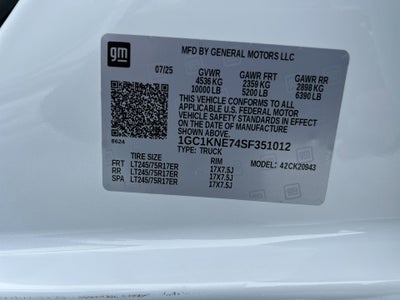 gm
MFD BY GENERAL MOTORS LLC
07/25 GVWR GAWR FRT GAWR RR
4536 KG 2359 KG 2898 KG
10000 LB 5200 LB 6390 LB
THIS VEHICLE CONFORMS TO ALL
APPLICABLE U.S. FEDERAL MOTOR
VEHICLE SAFETY STANDARDS IN
EFFECT ON THE DATE OF
MANUFACTURE SHOWN ABOVE.
1GC1KNE74SF351012
8624 TYPE: TRUCK
TIRE SIZE RIM MODEL: 42CK20943
FRT LT245/75R17ER 17X7.5J
RR LT245/75R17ER 17X7.5J
SPA LT245/75R17ER 17X7.5J